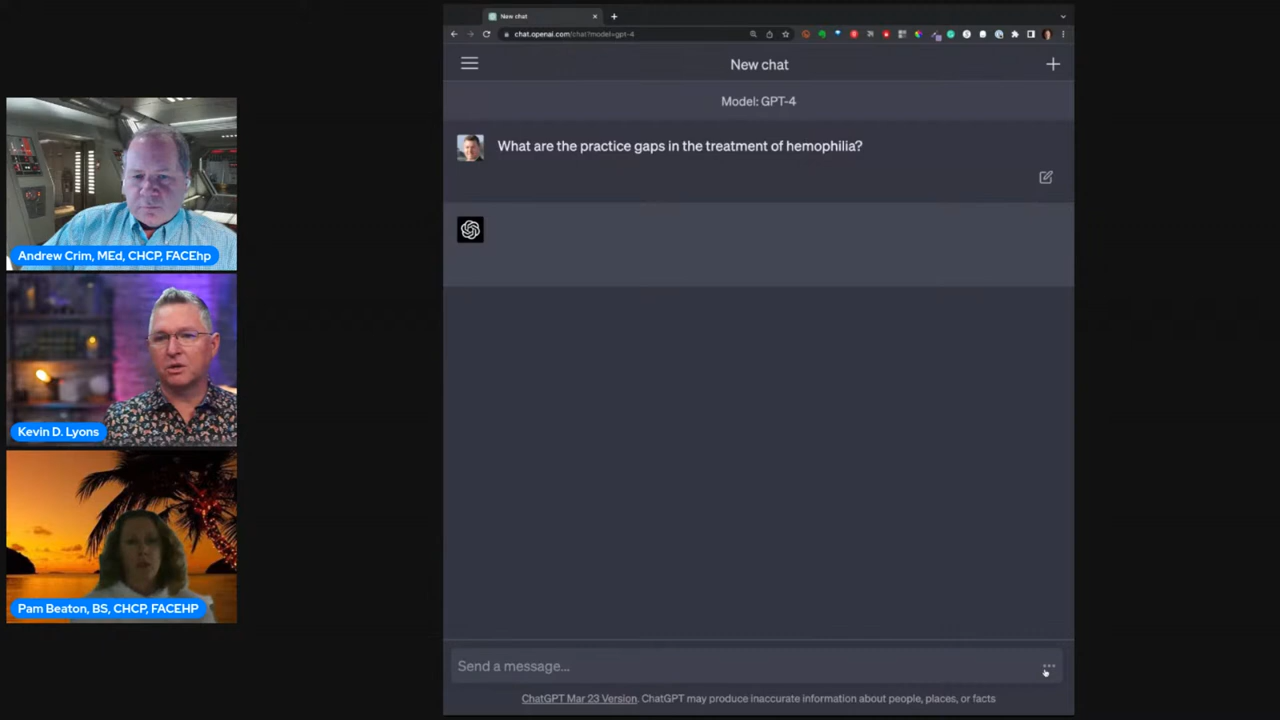 New chat
chat.openai.com/chat?model=gpt-4
New chat
Model: GPT-4
What are the practice gaps in the treatment of hemophilia?
Andrew Crim, MEd, CHCP, FACEhp
Kevin D. Lyons
Pam Beaton, BS, CHCP, FACEHP
Send a message...
ChatGPT Mar 23 Version. ChatGPT may produce inaccurate information about people, places, or facts